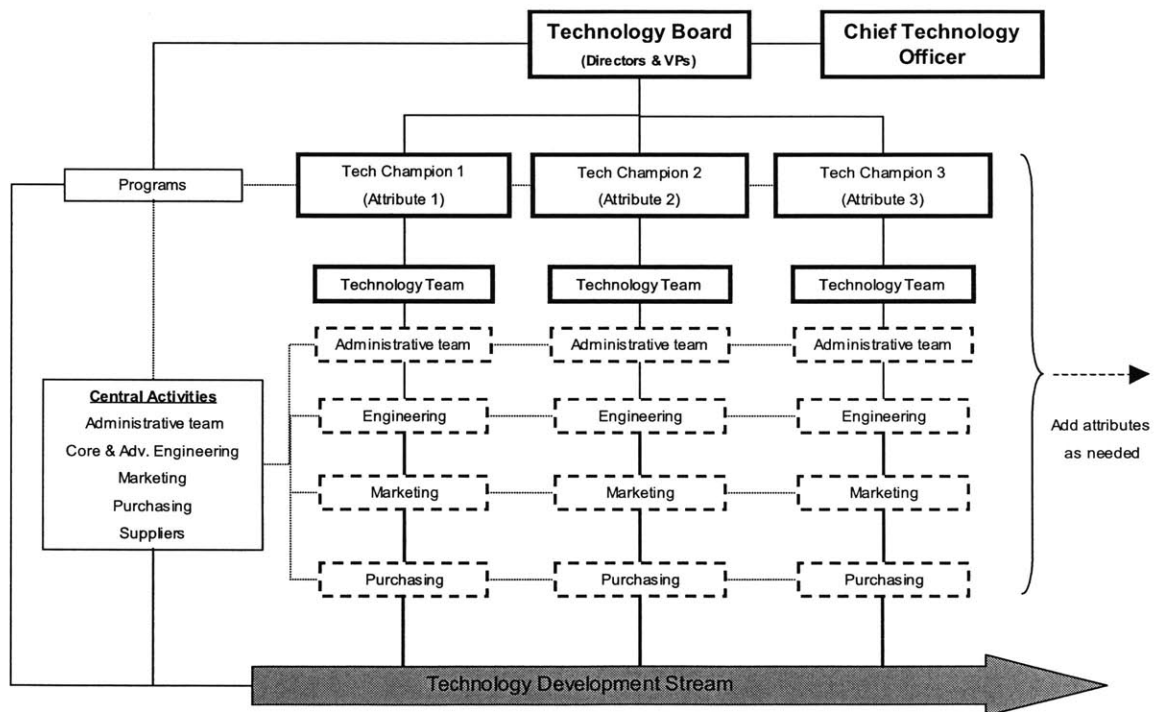 Technology Board
(Directors & VPs)
Chief Technology
Officer
Programs
Tech Champion 1
(Attribute 1)
Tech Champion 2
(Attribute 2)
Tech Champion 3
(Attribute 3)
Technology Team
Technology Team
Technology Team
Administrative team
Administrative team
Administrative team
Central Activities
Administrative team
Core & Adv. Engineering
Marketing
Purchasing
Suppliers
Engineering
Engineering
Engineering
Marketing
Marketing
Marketing
Purchasing
Purchasing
Purchasing
Add attributes
as needed
Technology Development Stream